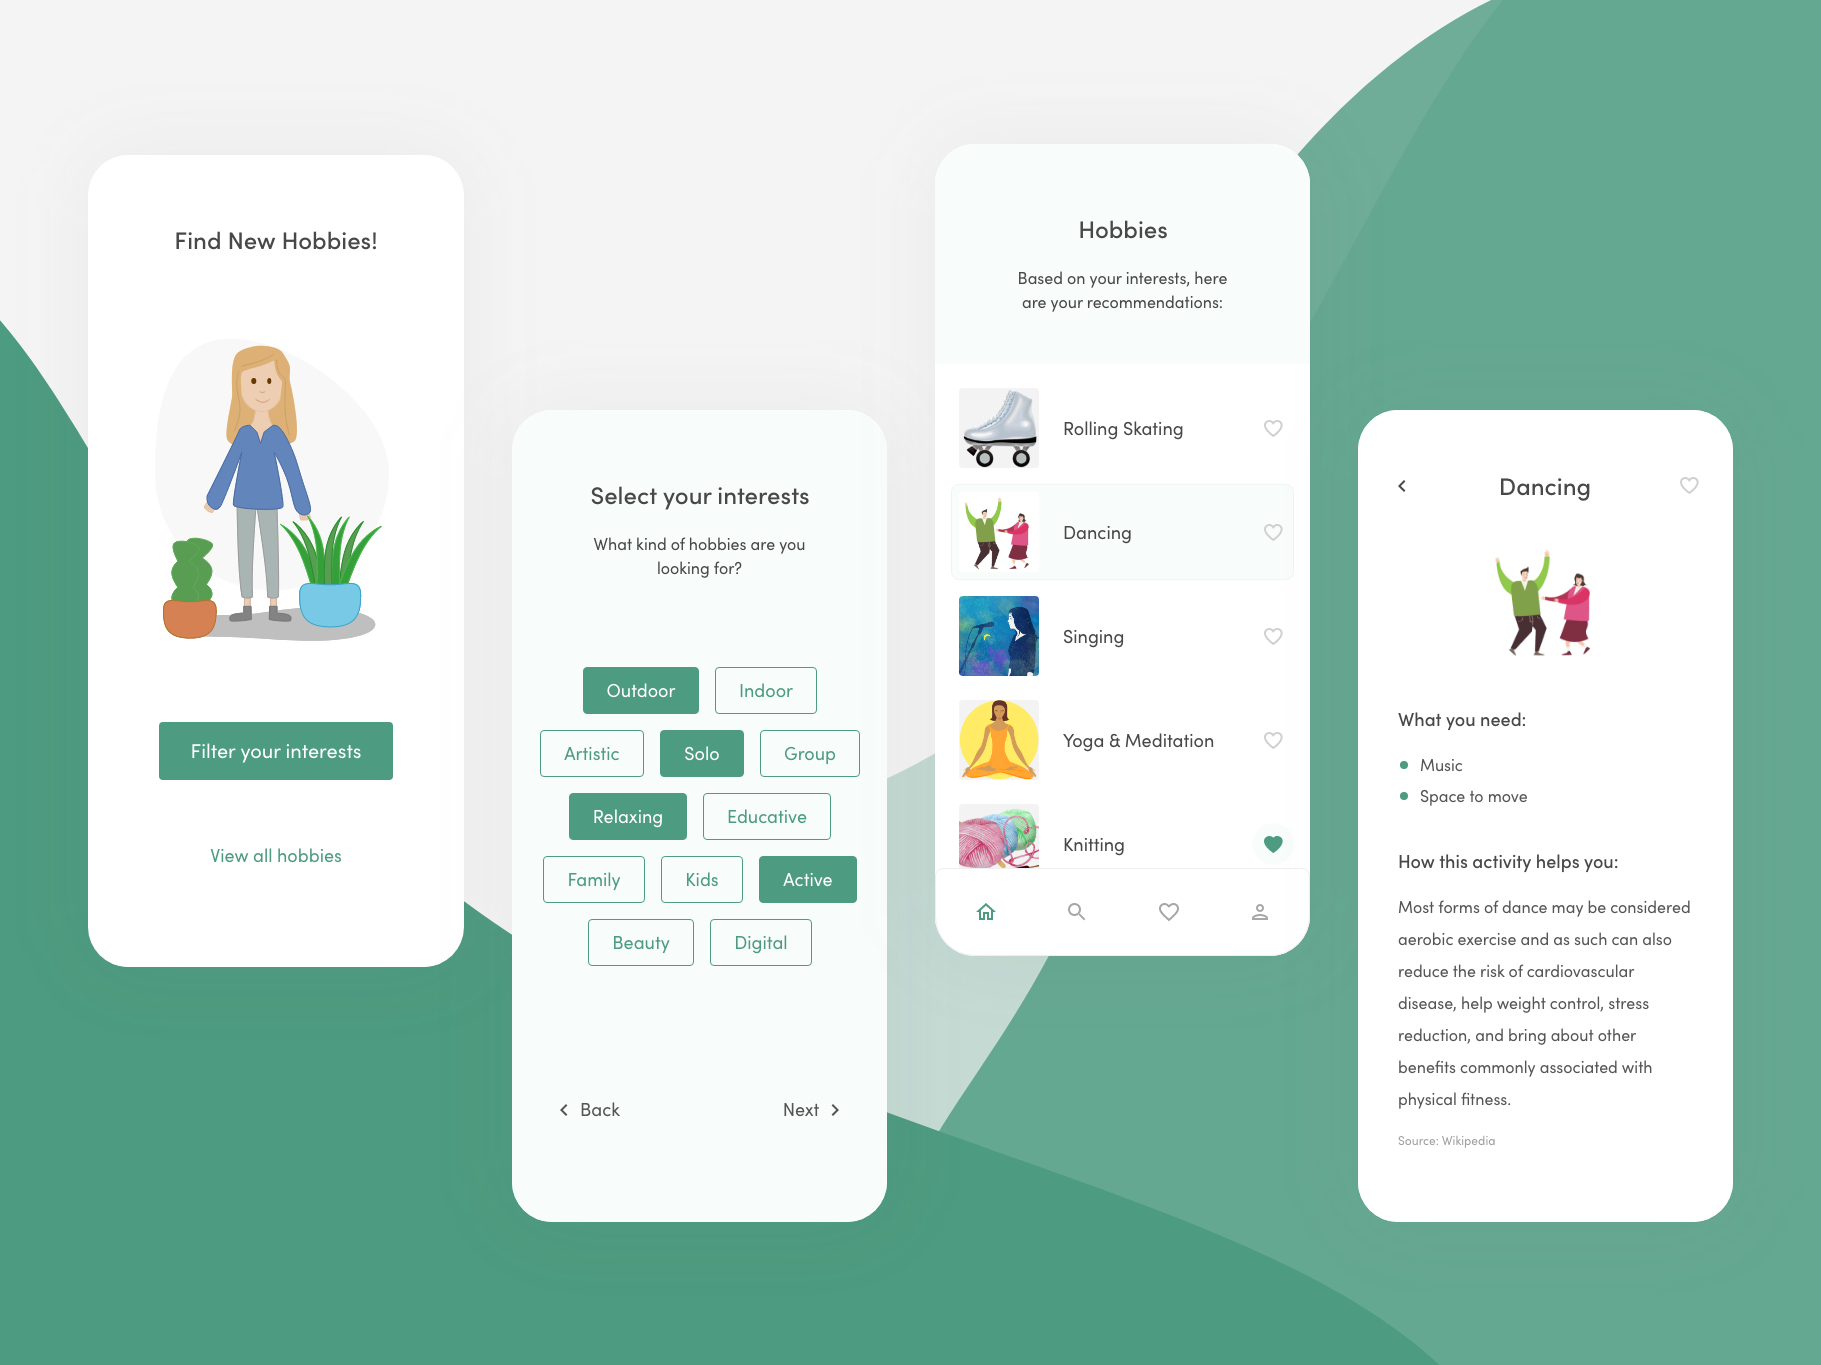 Find New Hobbies!
Filter your interests
View all hobbies
Select your interests
What kind of hobbies are you
looking for?
Outdoor
Indoor
Artistic
Solo
Group
Relaxing
Educative
Family
Kids
Active
Beauty
Digital
Back
Next
Hobbies
Based on your interests, here
are your recommendations:
Rolling Skating
Dancing
Singing
Yoga & Meditation
Knitting
Dancing
What you need:
Music
Space to move
How this activity helps you:
Most forms of dance may be considered
aerobic exercise and as such can also
reduce the risk of cardiovascular
disease, help weight control, stress
reduction, and bring about other
benefits commonly associated with
physical fitness.
Source: Wikipedia